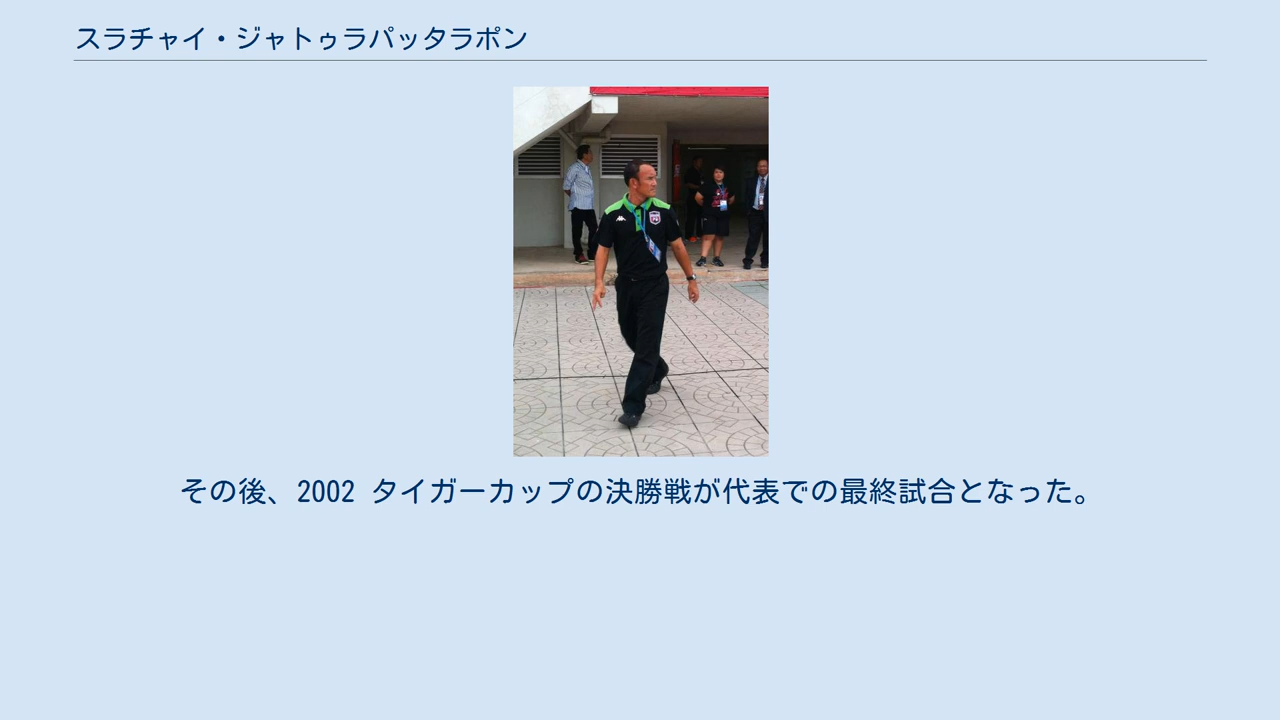 スラチャイ・ジャトゥラパッタラポン
その後、2002 タイガーカップの決勝戦が代表での最終試合となった。